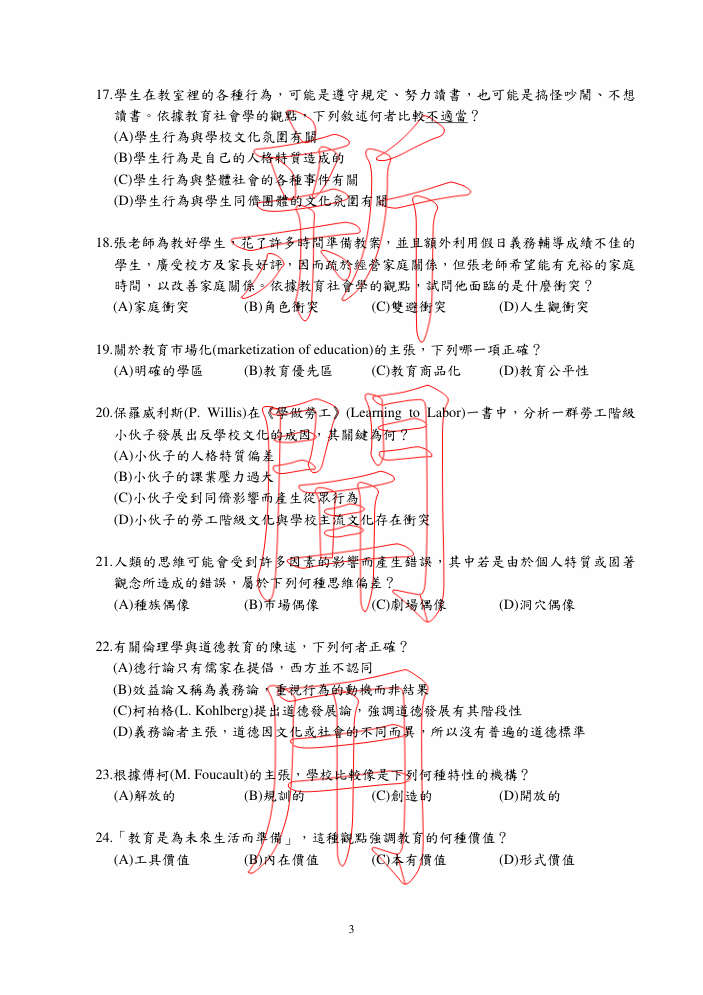 17.學生在教室裡的各種行為,可能是遵守規定、努力讀書,也可能是搞怪吵鬧、不想
讀書。依據教育社會學的觀點,下列敘述何者比較不適當?
(A)學生行為與學校文化氛圍有關
(B)學生行為是自己的人格特質造成的
(C)學生行為與整體社會的各種事件有關
(D)學生行為與學生同儕團體的文化氛圍有關
18.張老師為教好學生,花了許多時間準備教案,並且額外利用假日義務輔導成績不佳的
學生,廣受校方及家長好評,因而疏於經營家庭關係,但張老師希望能有充裕的家庭
時間,以改善家庭關係。依據教育社會學的觀點,試問他面臨的是什麼衝突?
(A)家庭衝突 (B)角色衝突 (C)雙避衝突 (D)人生觀衝突
19.關於教育市場化(marketization of education)的主張,下列哪一項正確?
(A)明確的學區 (B)教育優先區 (C)教育商品化 (D)教育公平性
20.保羅威利斯(P. Willis)在《學做勞工》(Learning to Labor)一書中,分析一群勞工階級
小伙子發展出反學校文化的成因,其關鍵為何?
(A)小伙子的人格特質偏差
(B)小伙子的課業壓力過大
(C)小伙子受到同儕影響而產生從眾行為
(D)小伙子的勞工階級文化與學校主流文化存在衝突
21.人類的思維可能會受到許多因素的影響而產生錯誤,其中若是由於個人特質或固著
觀念所造成的錯誤,屬於下列何種思維偏差?
(A)種族偶像 (B)市場偶像 (C)劇場偶像 (D)洞穴偶像
22.有關倫理學與道德教育的陳述,下列何者正確?
(A)德行論只有儒家在提倡,西方並不認同
(B)效益論又稱為義務論,重視行為的動機而非結果
(C)柯柏格(L. Kohlberg)提出道德發展論,強調道德發展有其階段性
(D)義務論者主張,道德因文化或社會的不同而異,所以沒有普遍的道德標準
23.根據傅柯(M. Foucault)的主張,學校比較像是下列何種特性的機構?
(A)解放的 (B)規訓的 (C)創造的 (D)開放的
24.「教育是為未來生活而準備」,這種觀點強調教育的何種價值?
(A)工具價值 (B)內在價值 (C)本有價值 (D)形式價值
3
新聞用